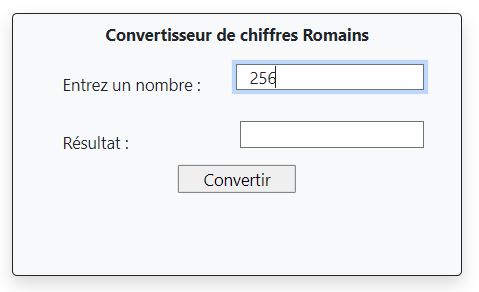 Convertisseur de chiffres Romains
Entrez un nombre : 256
Résultat :
Convertir